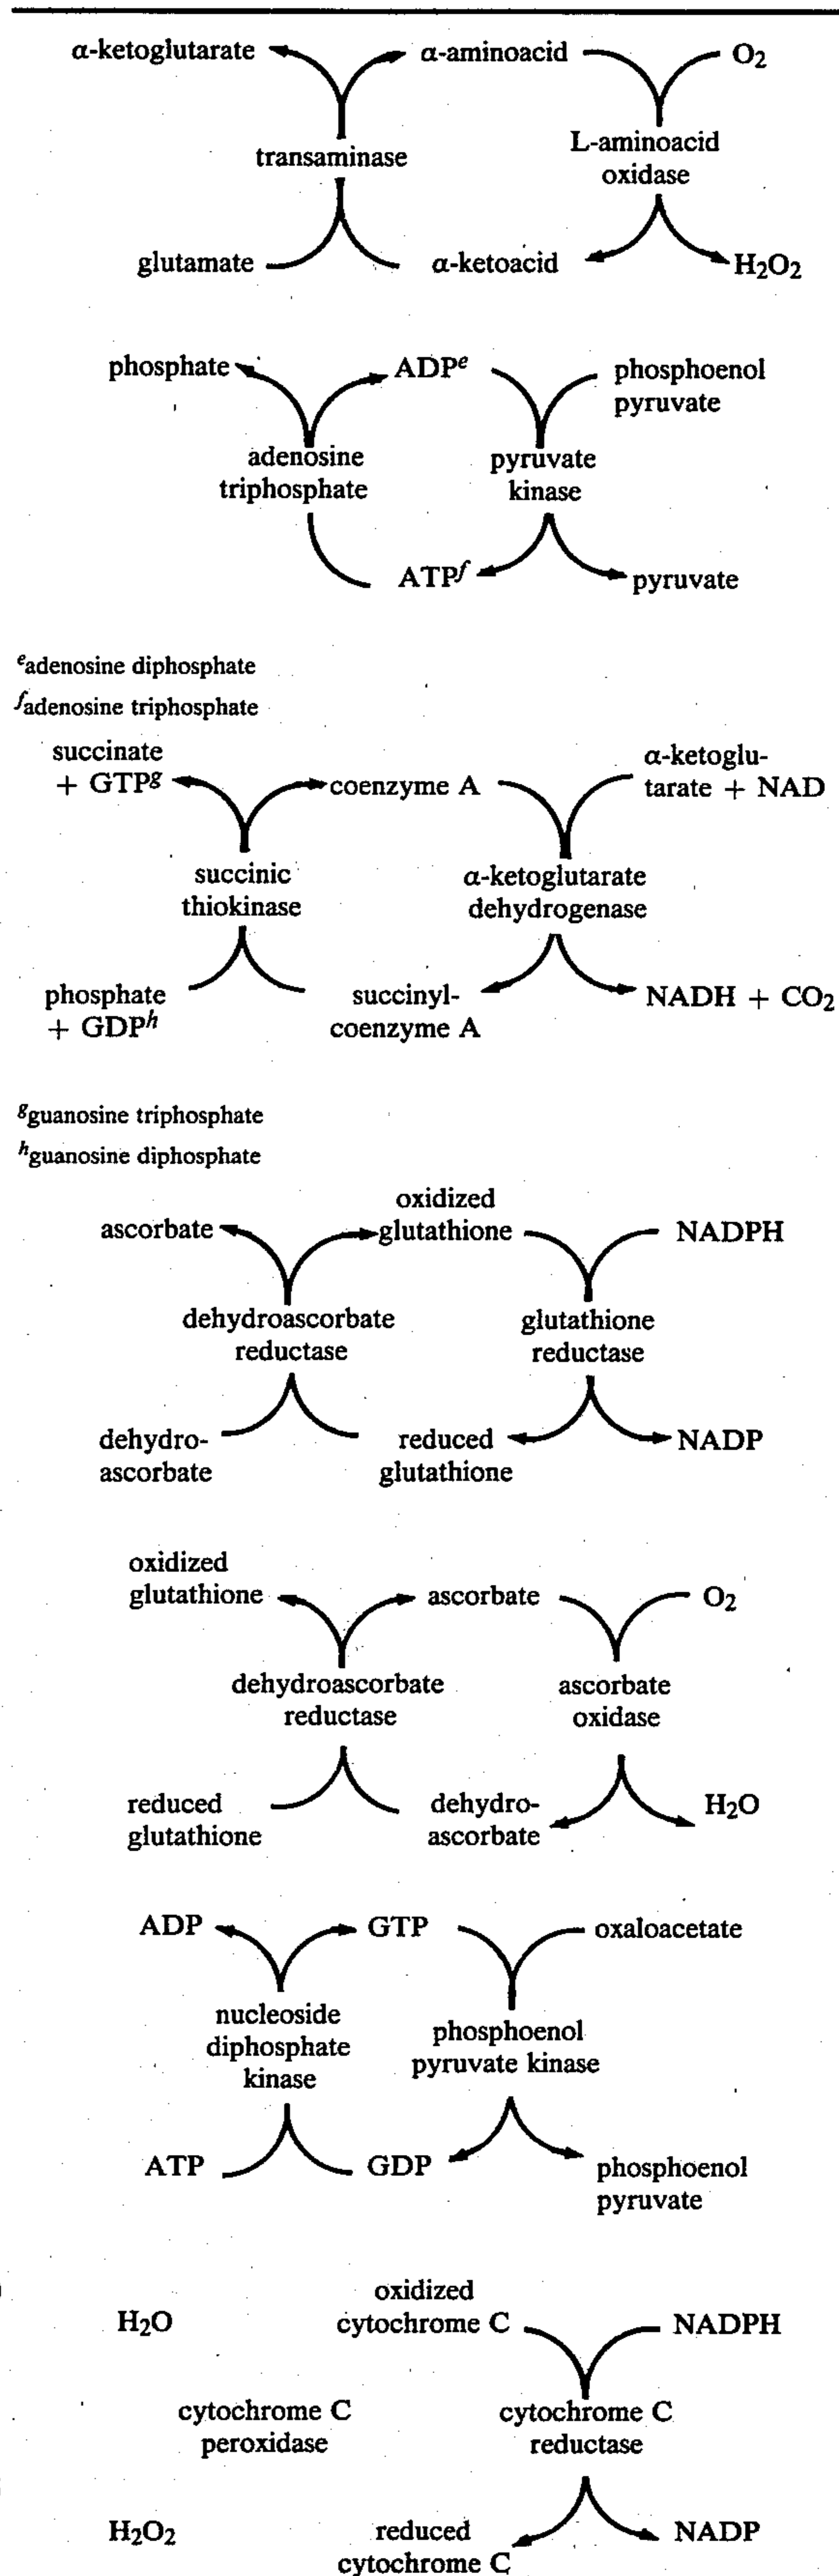 α-ketoglutarate α-aminoacid O₂
transaminase L-aminoacid
oxidase
glutamate α-ketoacid H₂O₂
phosphate ADPᵉ phosphoenol
pyruvate
adenosine pyruvate
triphosphate kinase
ATPᶠ pyruvate
ᵉadenosine diphosphate
ᶠadenosine triphosphate
succinate α-ketoglu-
+ GTPᵍ coenzyme A tarate + NAD
succinic α-ketoglutarate
thiokinase dehydrogenase
phosphate succinyl- NADH + CO₂
+ GDPʰ coenzyme A
ᵍguanosine triphosphate
ʰguanosine diphosphate
oxidized
ascorbate glutathione NADPH
dehydroascorbate glutathione
reductase reductase
dehydro- reduced NADP
ascorbate glutathione
oxidized
glutathione ascorbate O₂
dehydroascorbate ascorbate
reductase oxidase
reduced dehydro- H₂O
glutathione ascorbate
ADP GTP oxaloacetate
nucleoside phosphoenol
diphosphate pyruvate kinase
kinase
ATP GDP phosphoenol
pyruvate
oxidized
H₂O cytochrome C NADPH
cytochrome C cytochrome C
peroxidase reductase
H₂O₂ reduced NADP
cytochrome C